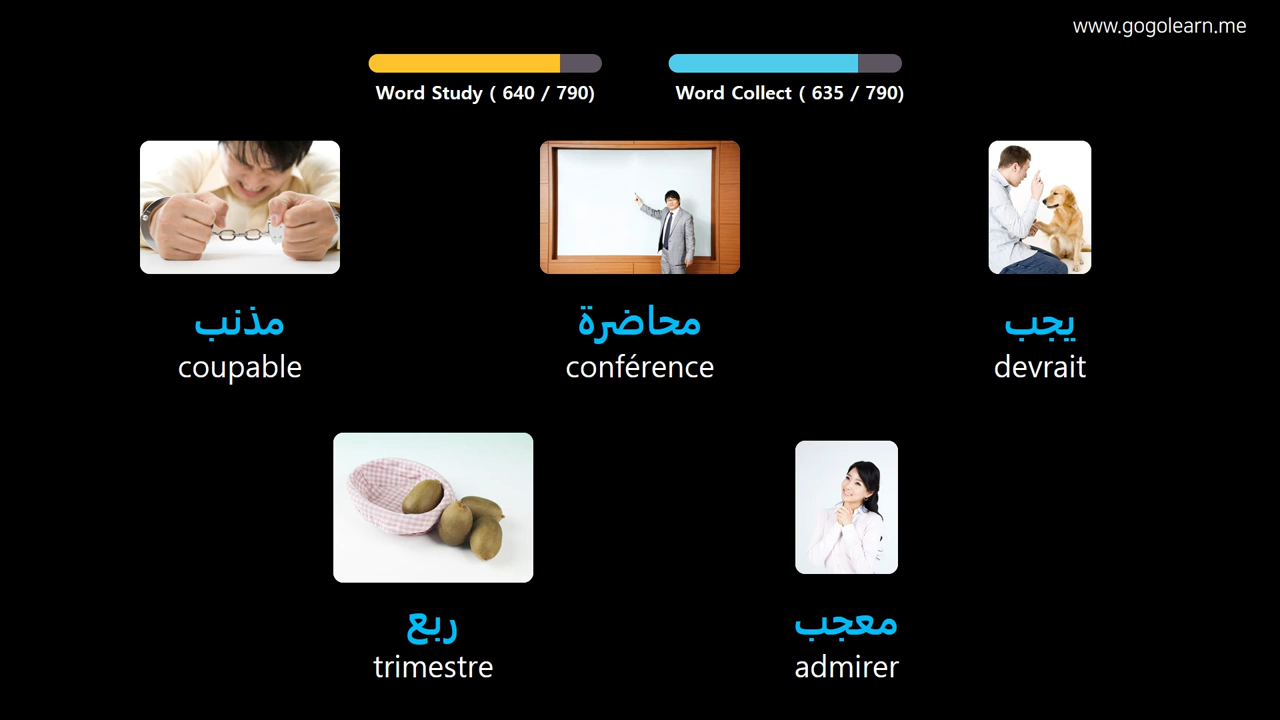 www.gogolearn.me
Word Study ( 640 / 790)
Word Collect ( 635 / 790)
مذنب
coupable
محاضرة
conférence
يجب
devrait
ربع
trimestre
معجب
admirer